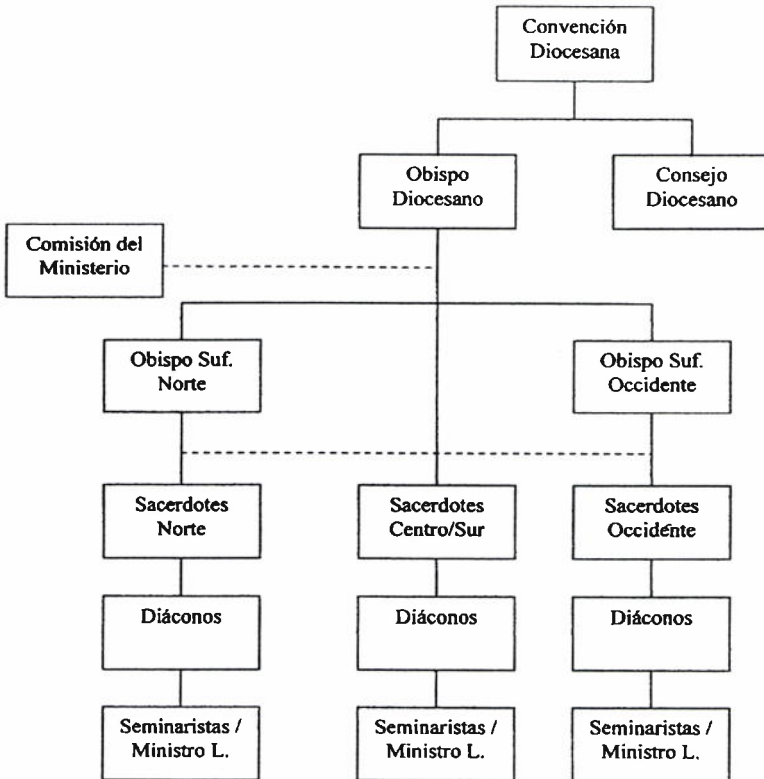 Convención
Diocesana
Obispo
Diocesano
Consejo
Diocesano
Comisión del
Ministerio
Obispo Suf.
Norte
Obispo Suf.
Occidente
Sacerdotes
Norte
Sacerdotes
Centro/Sur
Sacerdotes
Occidente
Diáconos
Diáconos
Diáconos
Seminaristas /
Ministro L.
Seminaristas /
Ministro L.
Seminaristas /
Ministro L.